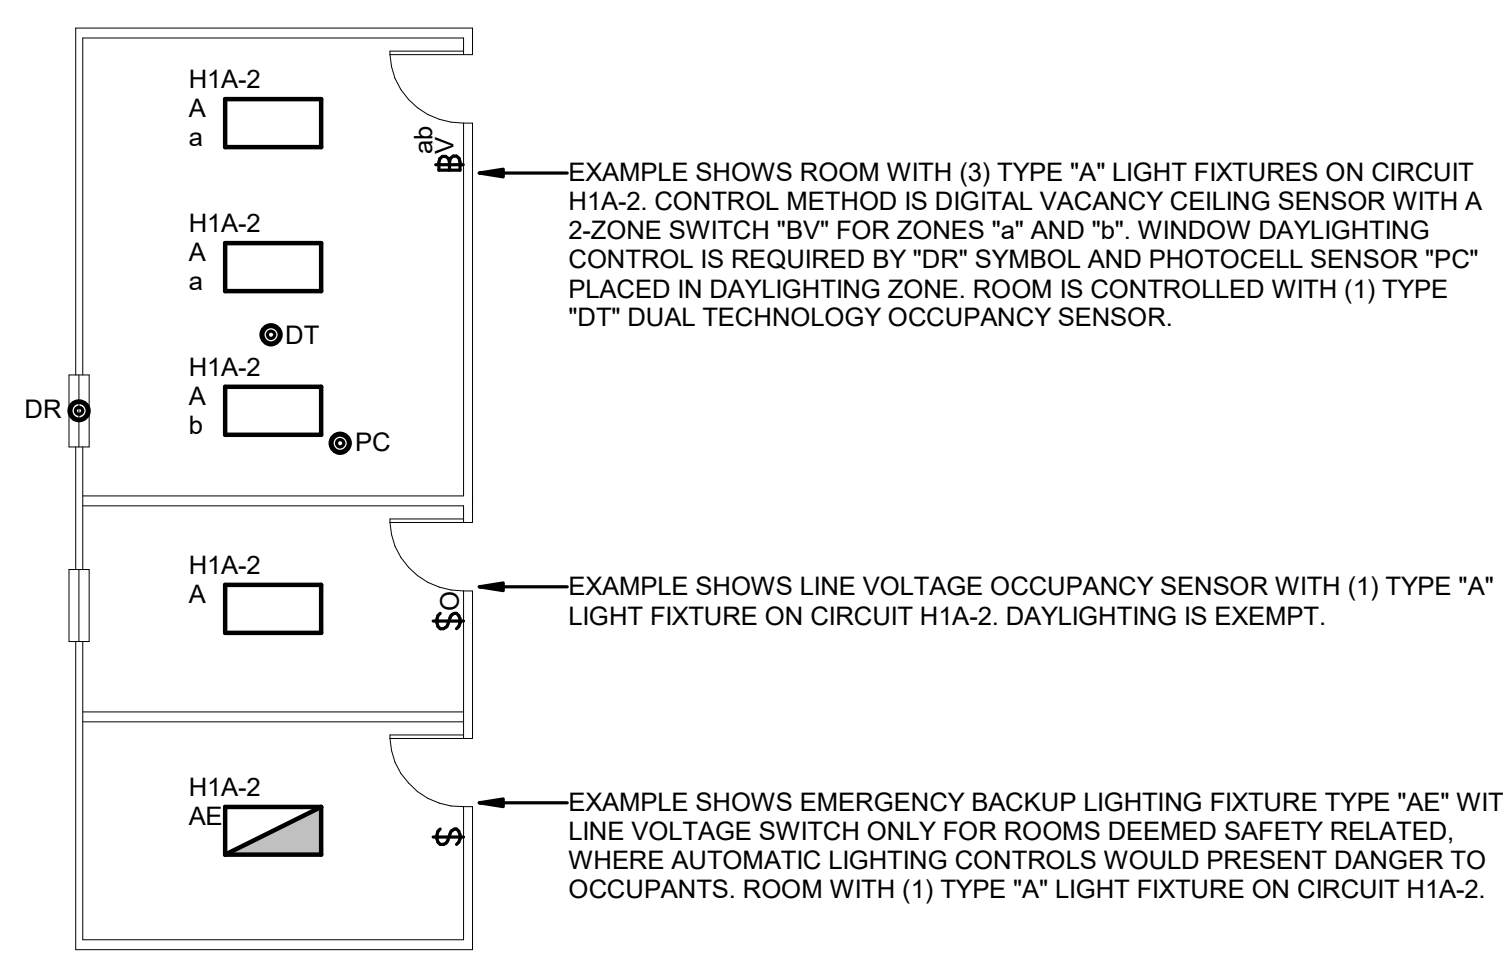 H1A-2
A
a
ab
BV
EXAMPLE SHOWS ROOM WITH (3) TYPE "A" LIGHT FIXTURES ON CIRCUIT
H1A-2. CONTROL METHOD IS DIGITAL VACANCY CEILING SENSOR WITH A
2-ZONE SWITCH "BV" FOR ZONES "a" AND "b". WINDOW DAYLIGHTING
CONTROL IS REQUIRED BY "DR" SYMBOL AND PHOTOCELL SENSOR "PC"
PLACED IN DAYLIGHTING ZONE. ROOM IS CONTROLLED WITH (1) TYPE
"DT" DUAL TECHNOLOGY OCCUPANCY SENSOR.
H1A-2
A
a
DT
H1A-2
A
b
DR
PC
H1A-2
A
$O
EXAMPLE SHOWS LINE VOLTAGE OCCUPANCY SENSOR WITH (1) TYPE "A"
LIGHT FIXTURE ON CIRCUIT H1A-2. DAYLIGHTING IS EXEMPT.
H1A-2
AE
$
EXAMPLE SHOWS EMERGENCY BACKUP LIGHTING FIXTURE TYPE "AE" WIT
LINE VOLTAGE SWITCH ONLY FOR ROOMS DEEMED SAFETY RELATED,
WHERE AUTOMATIC LIGHTING CONTROLS WOULD PRESENT DANGER TO
OCCUPANTS. ROOM WITH (1) TYPE "A" LIGHT FIXTURE ON CIRCUIT H1A-2.